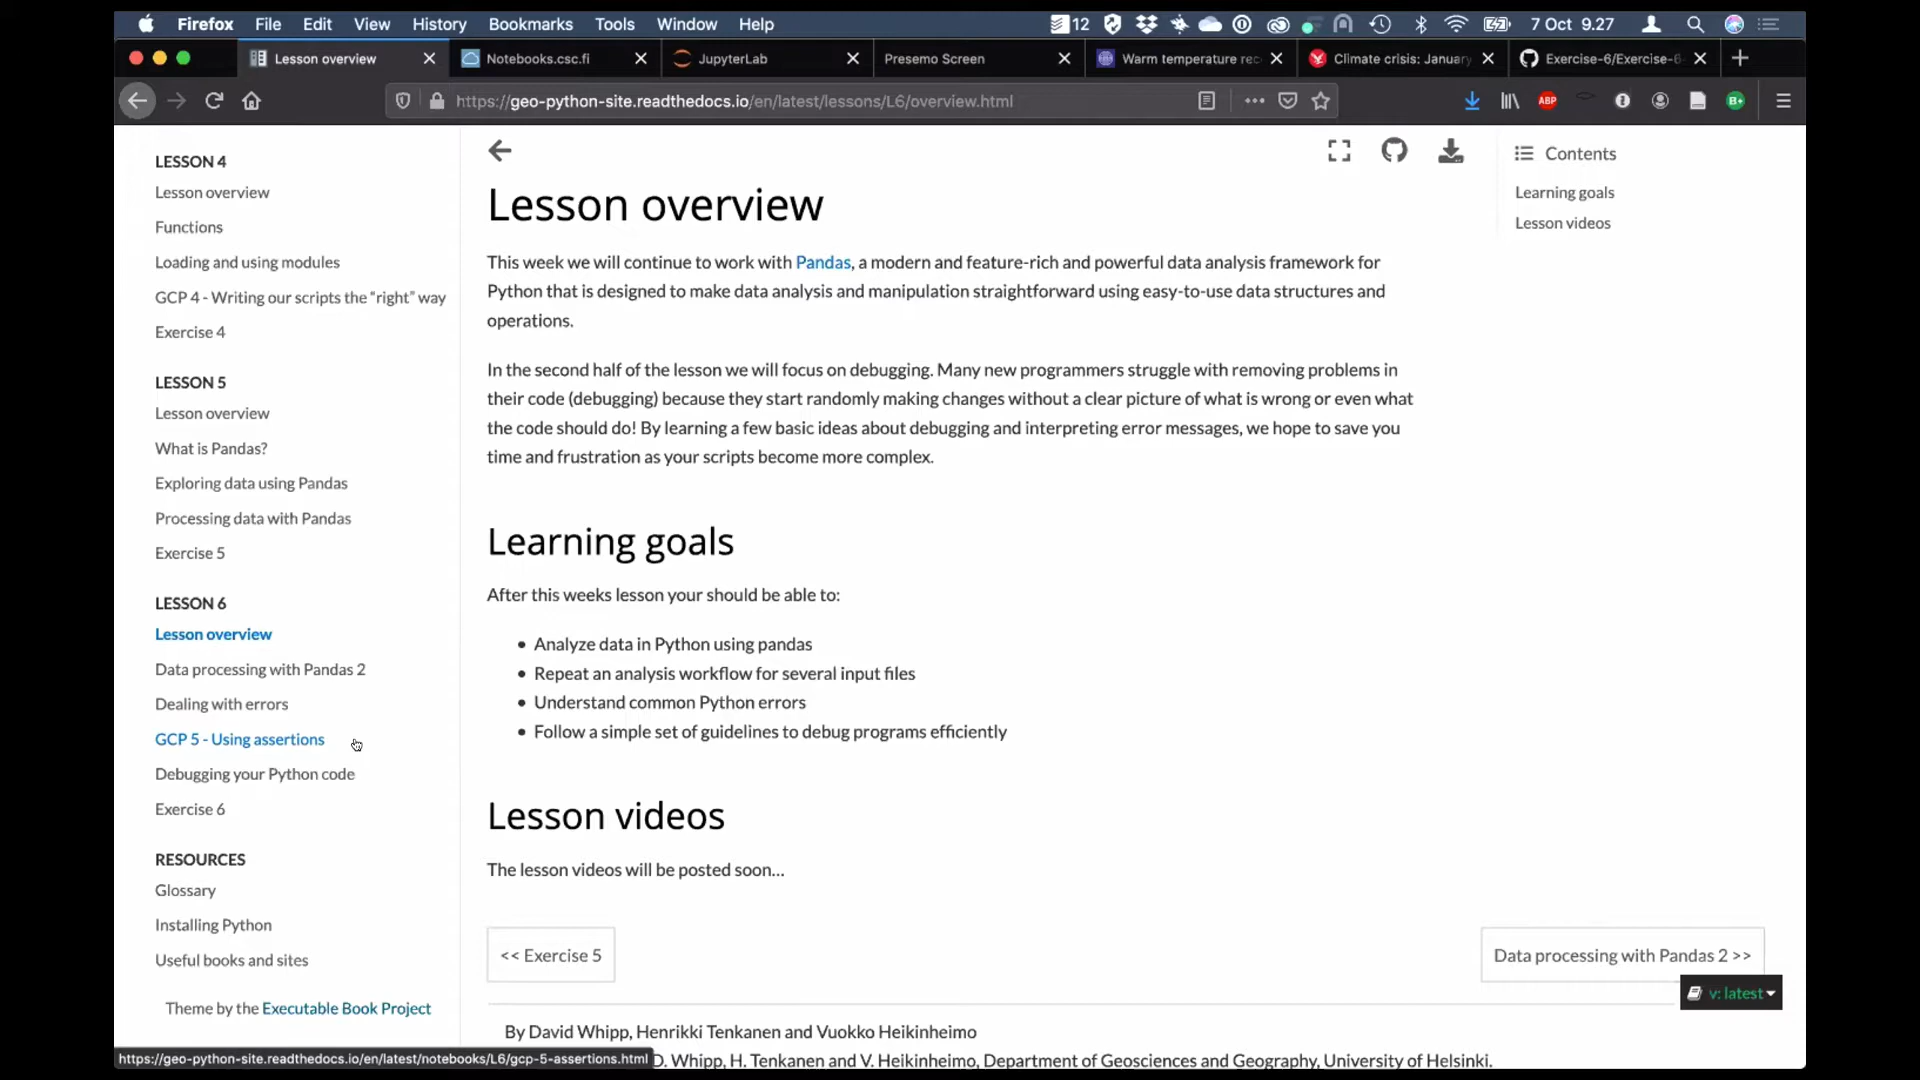 Firefox File Edit View History Bookmarks Tools Window Help 12 7 Oct 9.27
Lesson overview Notebooks.csc.fi JupyterLab Presemo Screen Warm temperature rec Climate crisis: January Exercise-6/Exercise-6
https://geo-python-site.readthedocs.io/en/latest/lessons/L6/overview.html ABP B+
LESSON 4
Lesson overview
Functions
Loading and using modules
GCP 4 - Writing our scripts the “right” way
Exercise 4
LESSON 5
Lesson overview
What is Pandas?
Exploring data using Pandas
Processing data with Pandas
Exercise 5
LESSON 6
Lesson overview
Data processing with Pandas 2
Dealing with errors
GCP 5 - Using assertions
Debugging your Python code
Exercise 6
RESOURCES
Glossary
Installing Python
Useful books and sites
Theme by the Executable Book Project
Lesson overview
This week we will continue to work with Pandas, a modern and feature-rich and powerful data analysis framework for
Python that is designed to make data analysis and manipulation straightforward using easy-to-use data structures and
operations.
In the second half of the lesson we will focus on debugging. Many new programmers struggle with removing problems in
their code (debugging) because they start randomly making changes without a clear picture of what is wrong or even what
the code should do! By learning a few basic ideas about debugging and interpreting error messages, we hope to save you
time and frustration as your scripts become more complex.
Learning goals
After this weeks lesson your should be able to:
• Analyze data in Python using pandas
• Repeat an analysis workflow for several input files
• Understand common Python errors
• Follow a simple set of guidelines to debug programs efficiently
Lesson videos
The lesson videos will be posted soon...
<< Exercise 5
Data processing with Pandas 2 >>
v: latest
By David Whipp, Henrikki Tenkanen and Vuokko Heikinheimo
D. Whipp, H. Tenkanen and V. Heikinheimo, Department of Geosciences and Geography, University of Helsinki.
Contents
Learning goals
Lesson videos
https://geo-python-site.readthedocs.io/en/latest/notebooks/L6/gcp-5-assertions.html